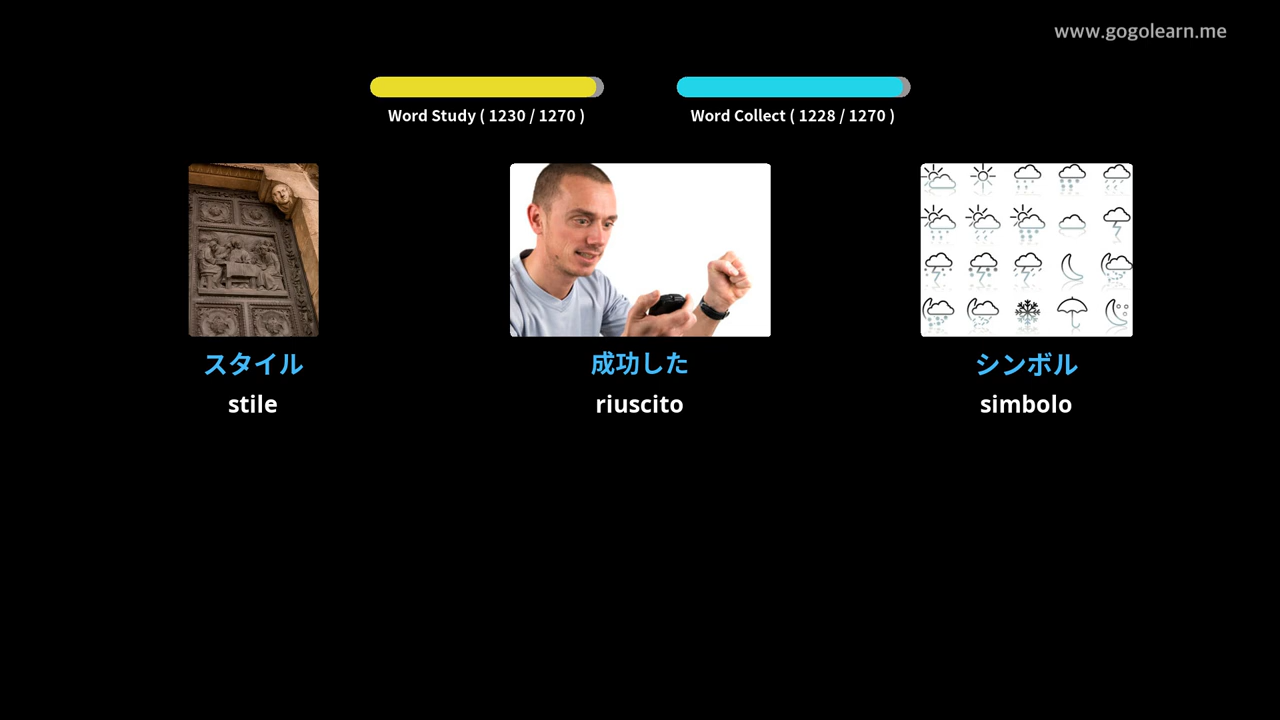 www.gogolearn.me
Word Study ( 1230 / 1270 )
Word Collect ( 1228 / 1270 )
スタイル
成功した
シンボル
stile
riuscito
simbolo